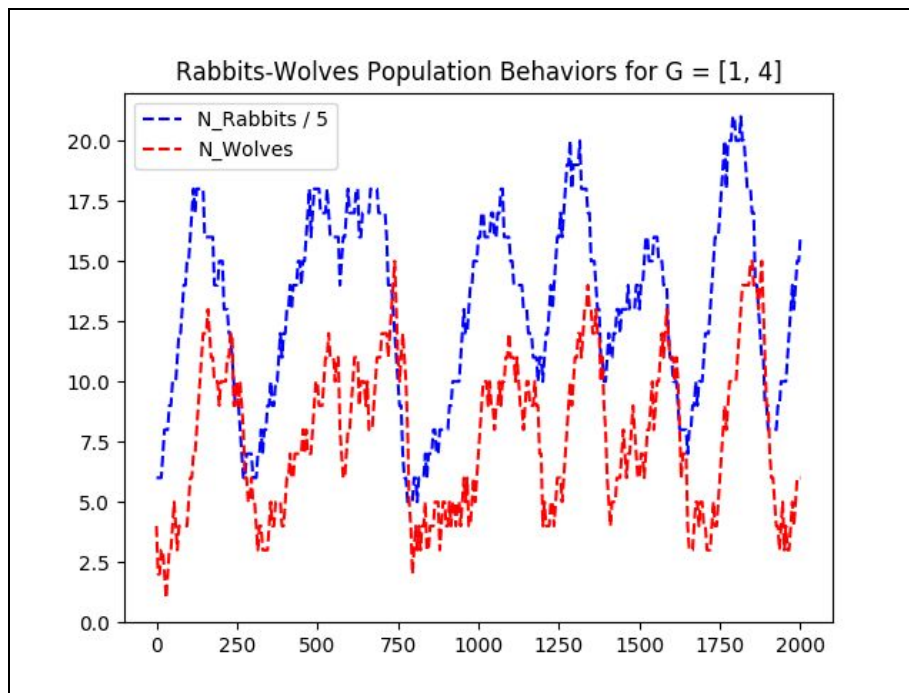 Rabbits-Wolves Population Behaviors for G = [1, 4]
N_Rabbits / 5
N_Wolves
20.0
17.5
15.0
12.5
10.0
7.5
5.0
2.5
0.0
0 250 500 750 1000 1250 1500 1750 2000